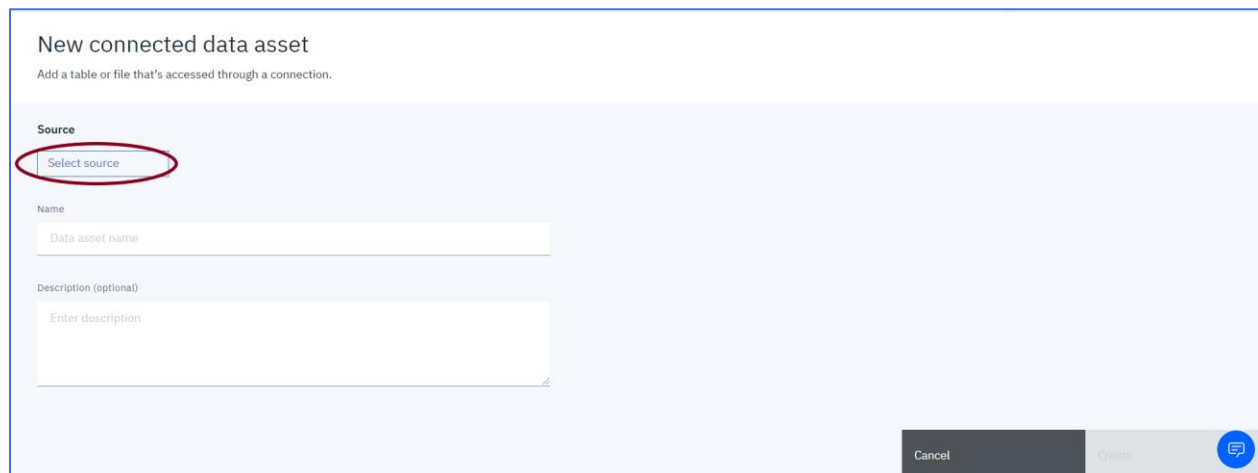 New connected data asset
Add a table or file that's accessed through a connection.
Source
Select source
Name
Data asset name
Description (optional)
Enter description
Cancel
Create